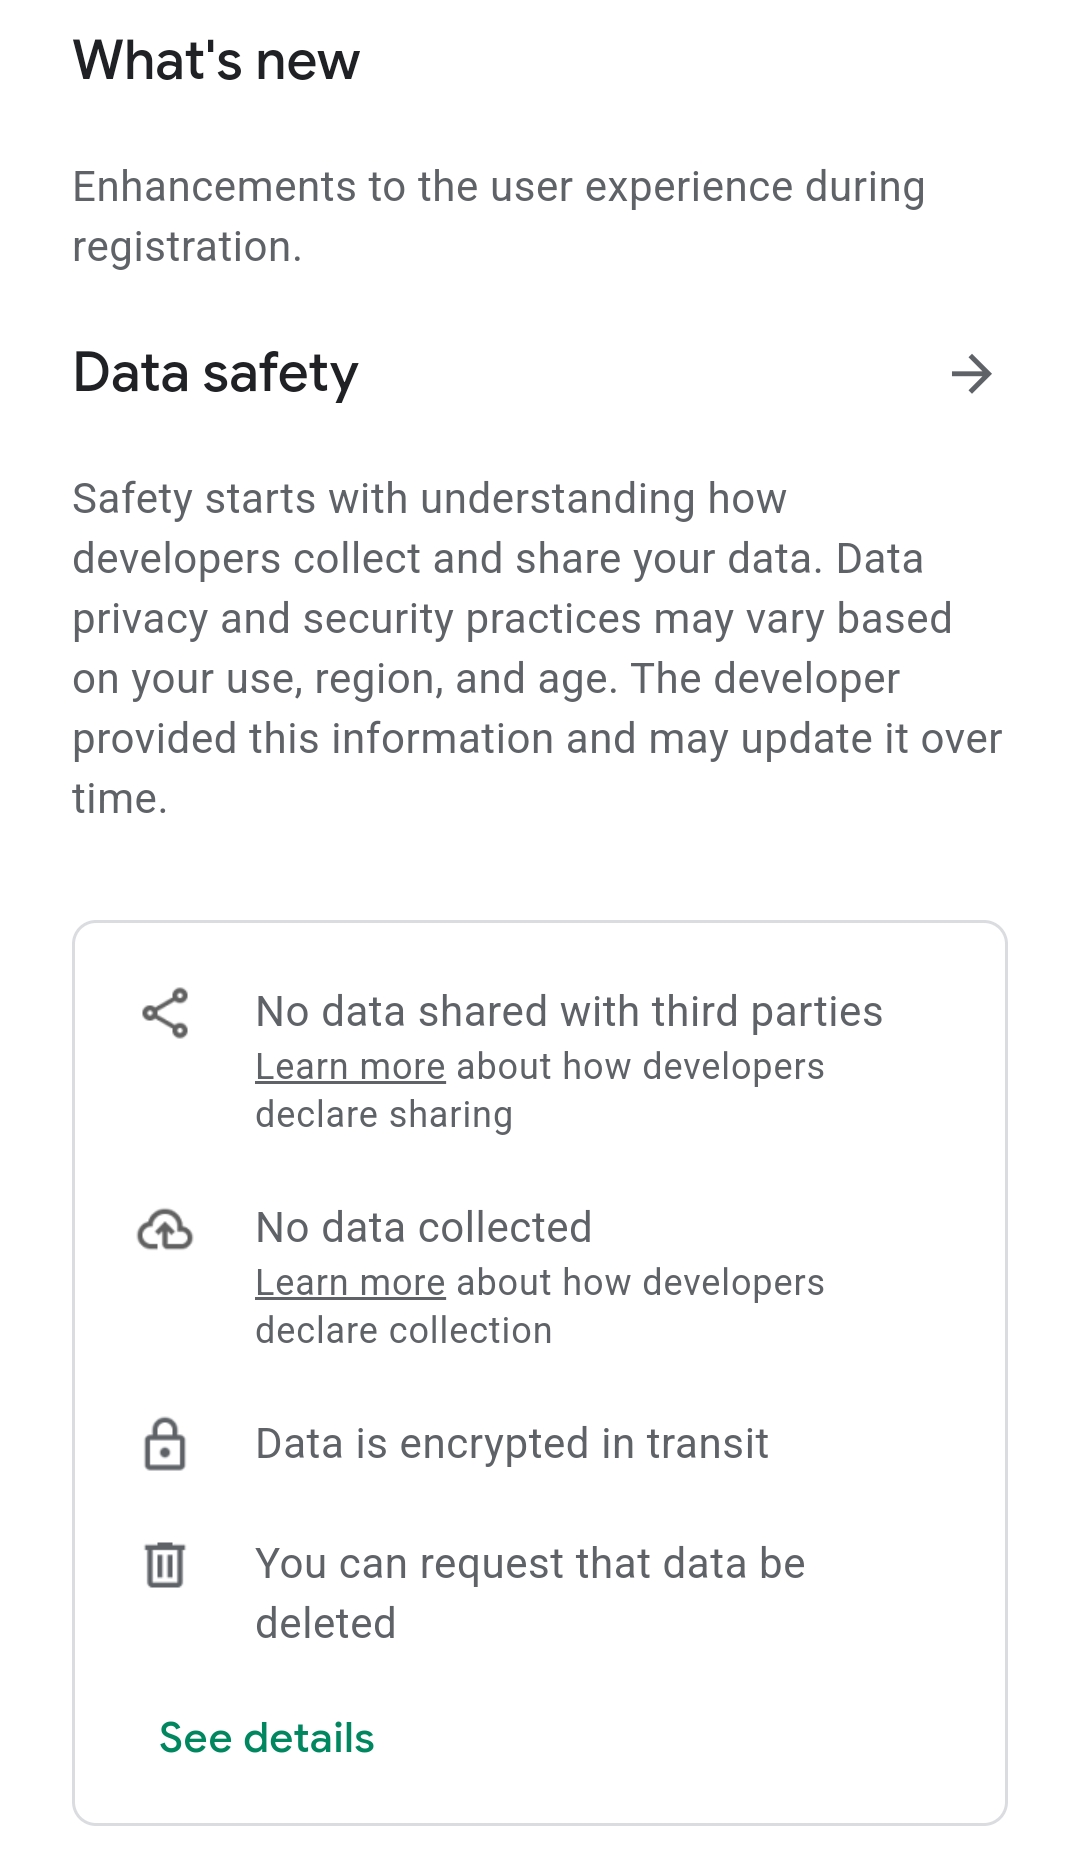 What's new
Enhancements to the user experience during
registration.
Data safety
Safety starts with understanding how
developers collect and share your data. Data
privacy and security practices may vary based
on your use, region, and age. The developer
provided this information and may update it over
time.
No data shared with third parties
Learn more about how developers
declare sharing
No data collected
Learn more about how developers
declare collection
Data is encrypted in transit
You can request that data be
deleted
See details